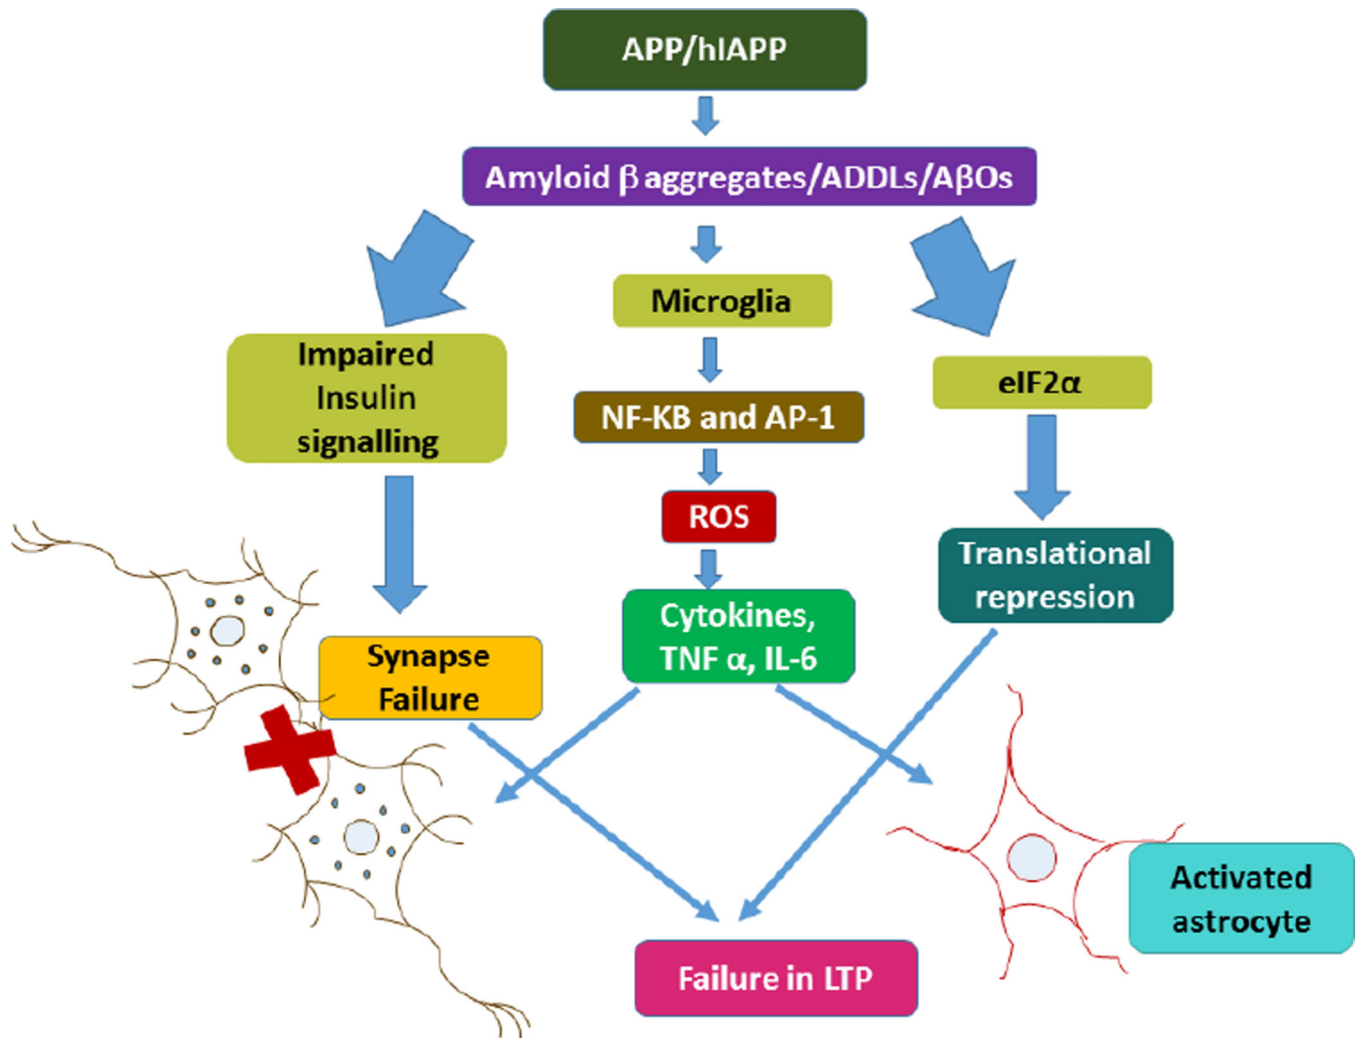 APP/hIAPP
Amyloid β aggregates/ADDLs/AβOs
Impaired
Insulin
signalling
Microglia
eIF2α
NF-KB and AP-1
ROS
Translational
repression
Cytokines,
TNF α, IL-6
Synapse
Failure
Activated
astrocyte
Failure in LTP